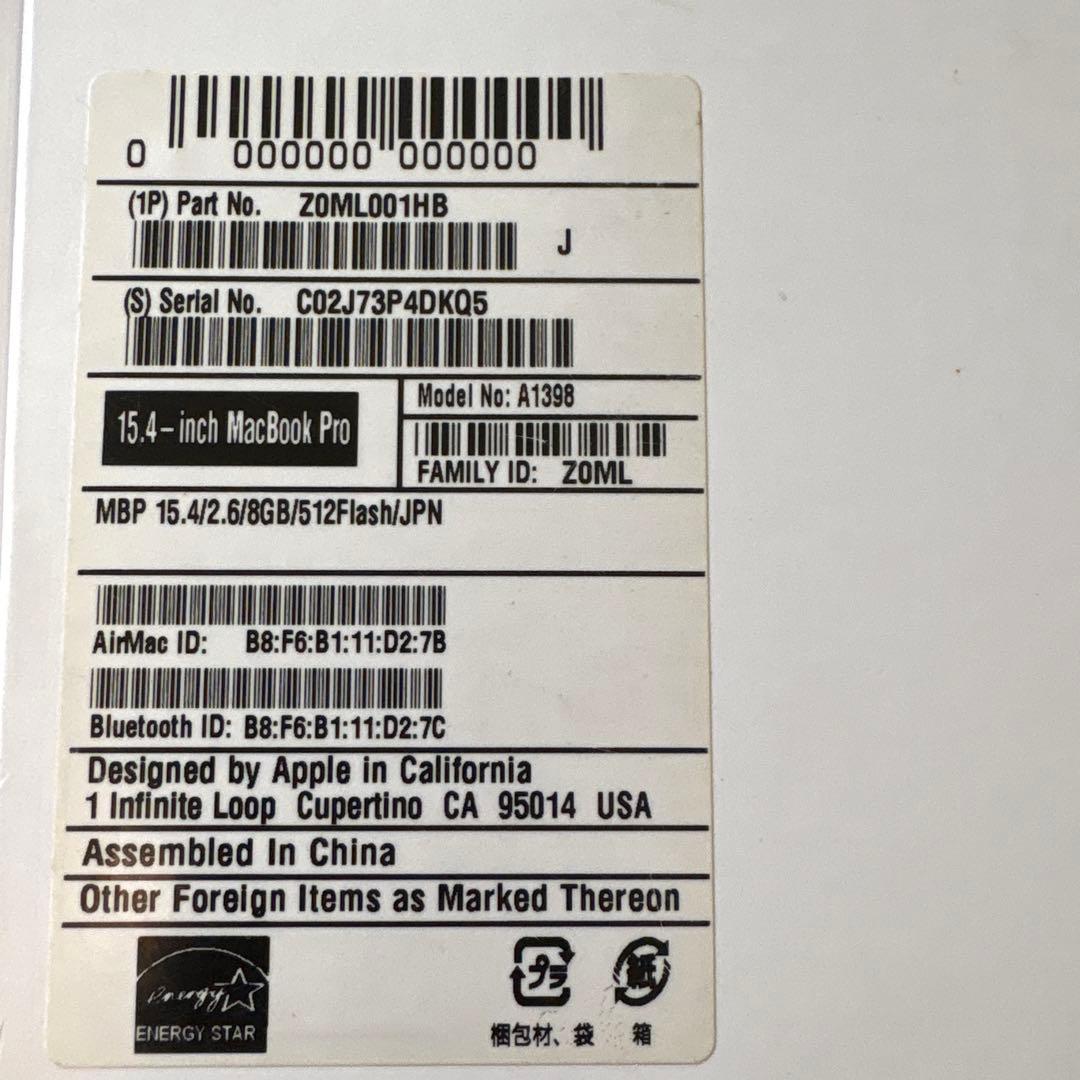 0 000000 000000
(1P) Part No. Z0ML001HB
J
(S) Serial No. C02J73P4DKQ5
15.4-inch MacBook Pro
Model No: A1398
FAMILY ID: Z0ML
MBP 15.4/2.6/8GB/512Flash/JPN
AirMac ID: B8:F6:B1:11:D2:7B
Bluetooth ID: B8:F6:B1:11:D2:7C
Designed by Apple in California
1 Infinite Loop Cupertino CA 95014 USA
Assembled In China
Other Foreign Items as Marked Thereon
energy
ENERGY STAR
プラ
紙
梱包材、袋
箱